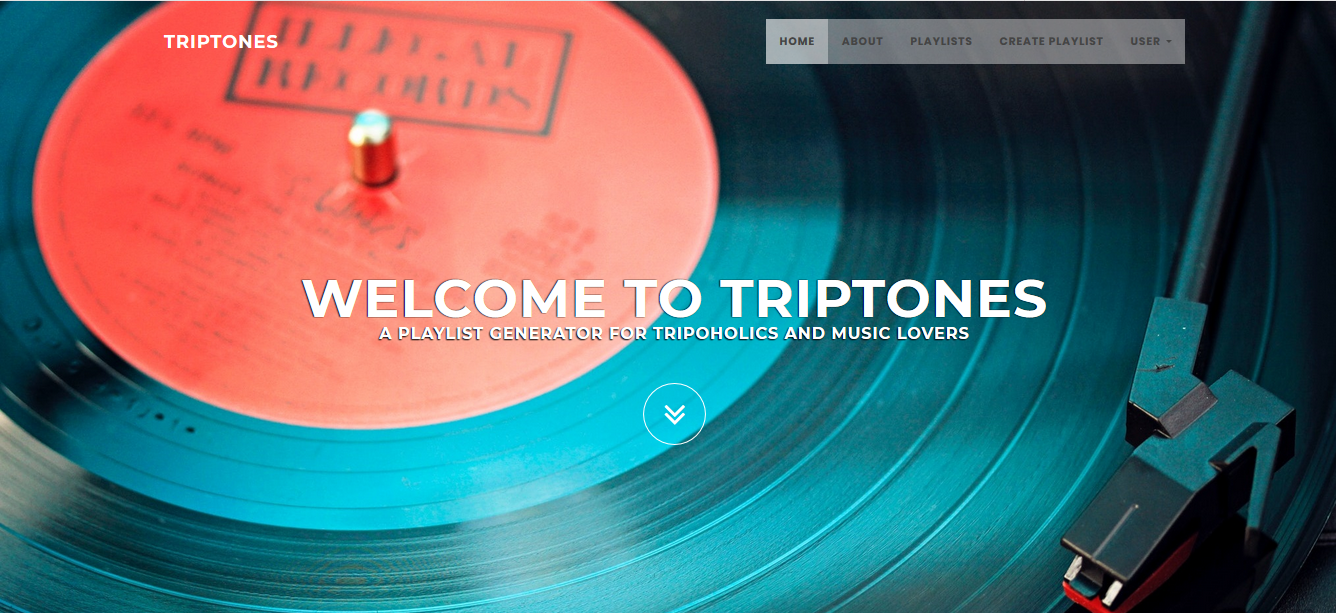 TRIPTONES
HOME ABOUT PLAYLISTS CREATE PLAYLIST USER
ILLEGAL
RECORDS
WELCOME TO TRIPTONES
A PLAYLIST GENERATOR FOR TRIPOHOLICS AND MUSIC LOVERS